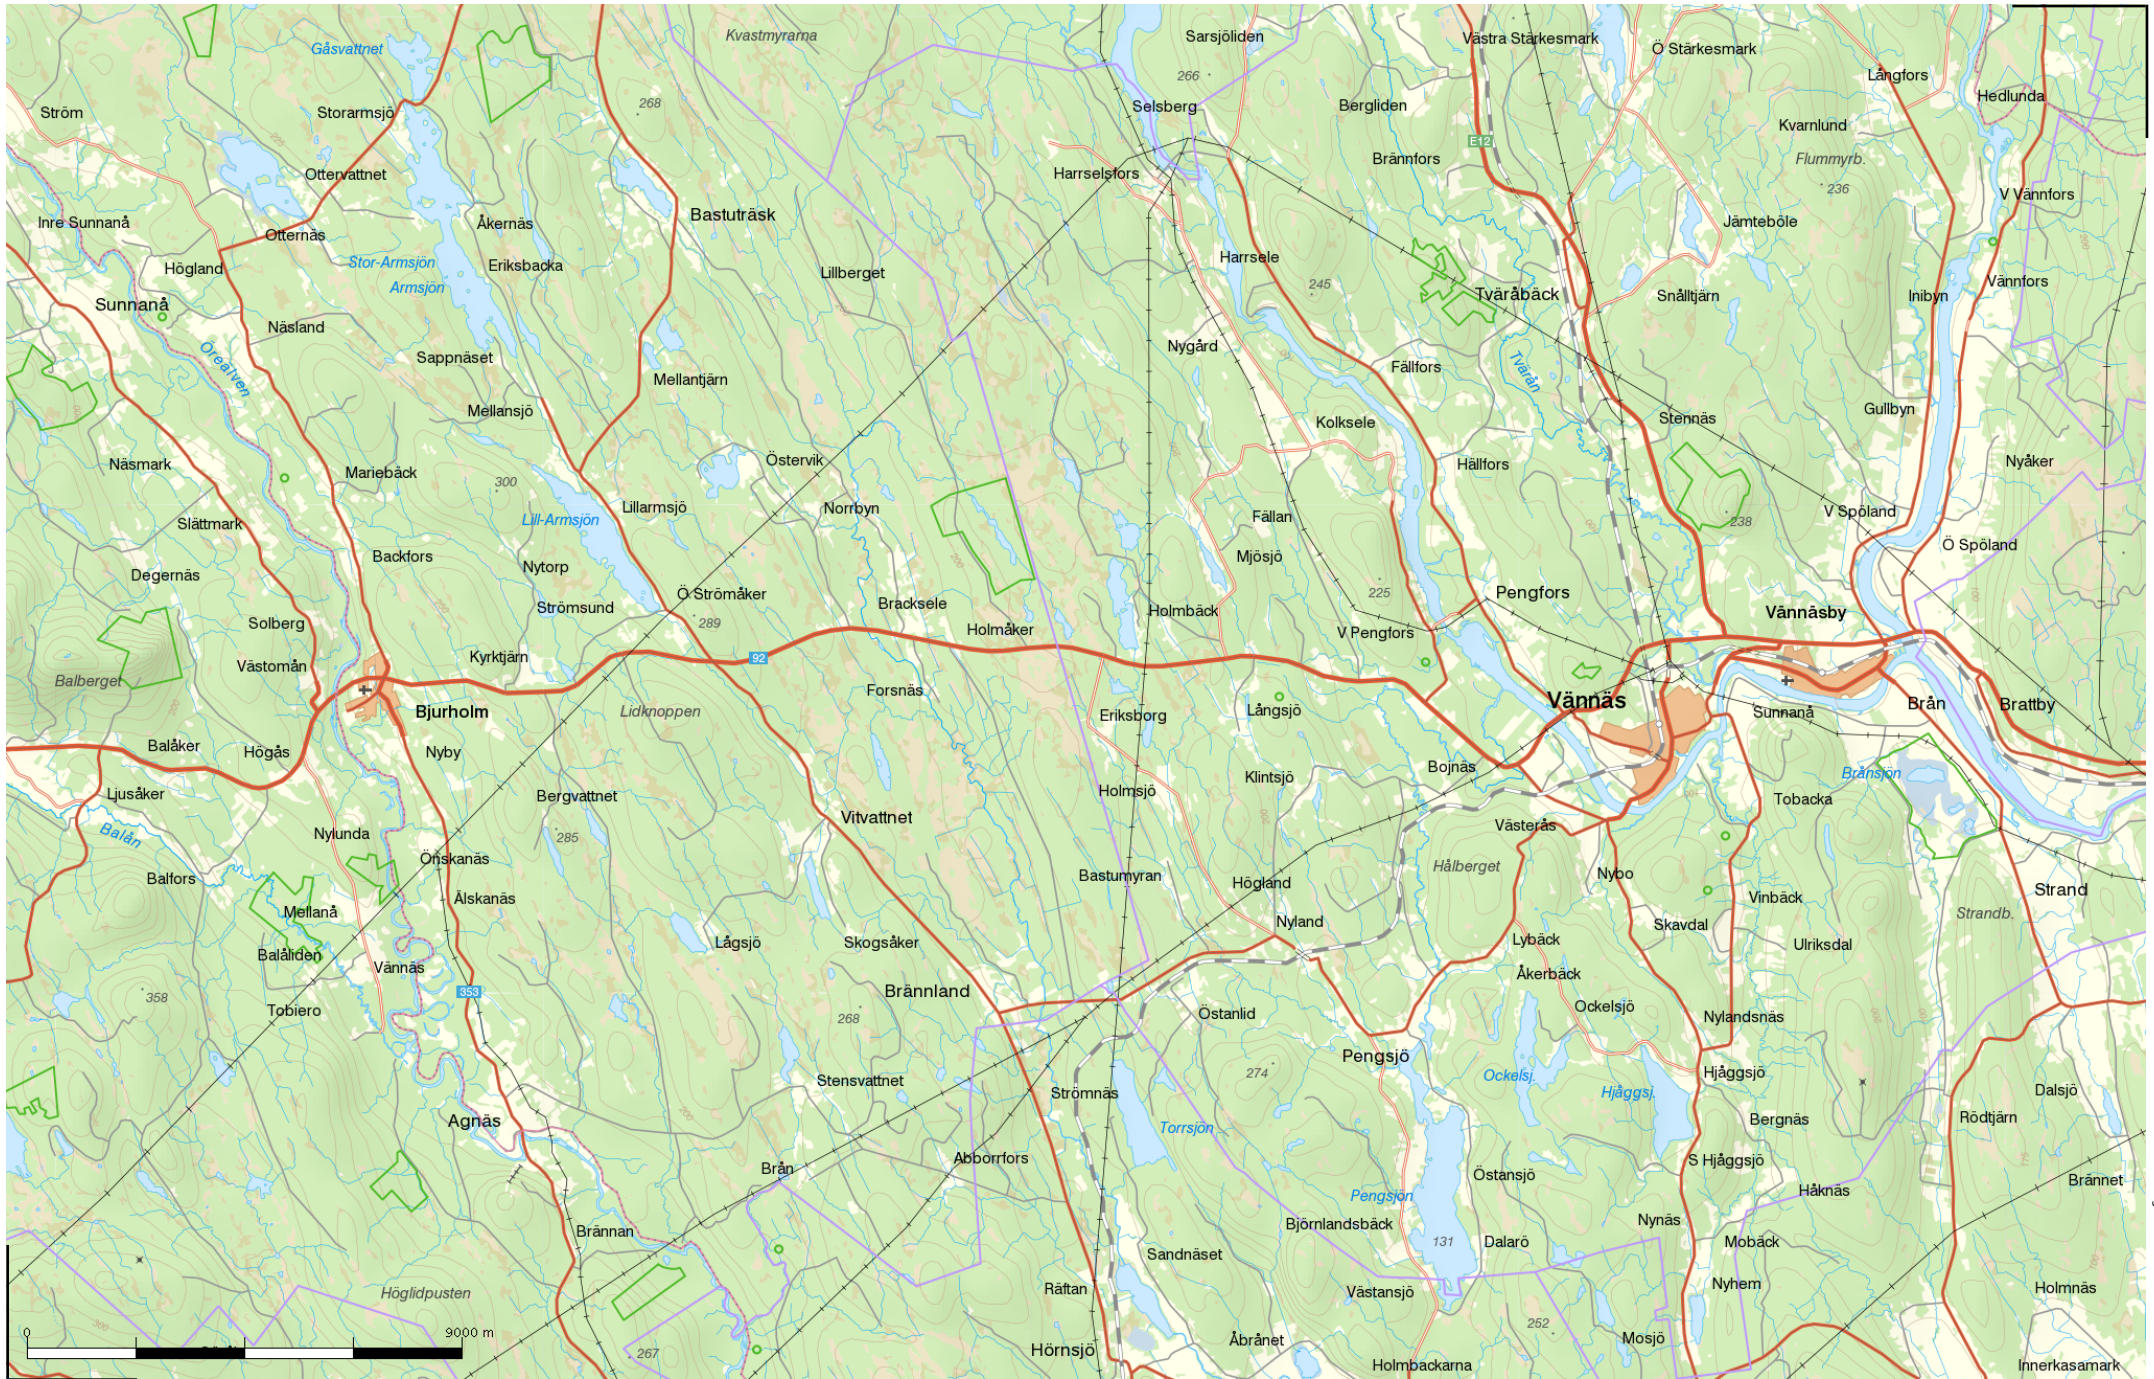 Kvastmyrarna
Sarsjöliden
Västra Stärkesmark
Ö Stärkesmark
Gåsvattnet
266
Långfors
Hedlunda
Ström
Storarmsjö
268
Selsberg
Bergliden
Kvarnlund
E12
Ottervattnet
Harrselsfors
Brännfors
Flummyrb.
236
V Vännfors
Inre Sunnanå
Otternäs
Åkernäs
Bastuträsk
Jämteböle
Högland
Stor-Armsjön
Armsjön
Eriksbacka
Lillberget
Harrsele
245
Tväråbäck
Snålltjärn
Inibyn
Vännfors
Sunnanå
Näsland
Öreälven
Sappnäset
Mellantjärn
Nygård
Fällfors
Tvärån
Mellansjö
Kolksele
Stennäs
Gullbyn
Näsmark
Mariebäck
300
Östervik
Hällfors
Nyåker
Slättmark
Lill-Armsjön
Lillarmsjö
Norrbyn
Fällan
238
V Spöland
Ö Spöland
Backfors
Nytorp
Mjösjö
Degernäs
Strömsund
Ö Strömåker
Bracksele
Holmbäck
225
Pengfors
Vännäsby
Solberg
289
Holmåker
V Pengfors
Västomån
Kyrktjärn
92
Balberget
Bjurholm
Lidknoppen
Forsnäs
Eriksborg
Långsjö
Vännäs
Sunnanå
Brån
Brattby
Balåker
Högås
Nyby
Bojnäs
Brånsjön
Ljusåker
Bergvattnet
Holmsjö
Klintsjö
Tobacka
Balån
Nylunda
285
Vitvattnet
Västerås
Önskanäs
Balfors
Bastumyran
Högland
Hålberget
Nybo
Strand
Mellanå
Älskanäs
Nyland
Vinbäck
Strandb.
Balåliden
Vännäs
Lågsjö
Skogsåker
Lybäck
Skavdal
Ulriksdal
358
353
Brännland
Åkerbäck
Tobiero
268
Östanlid
Ockelsjö
Nylandsnäs
Pengsjö
274
Stensvattnet
Strömnäs
Ockelsj.
Hjåggsj.
Hjåggsjö
Dalsjö
Agnäs
Torrsjön
Bergnäs
Rödtjärn
Brån
Abborrfors
Östansjö
S Hjåggsjö
Brännet
Pengsjön
Håknäs
Brännan
Björnlandsbäck
Nynäs
131
Dalarö
Mobäck
Sandnäset
Höglidpusten
Räftan
Västansjö
Nyhem
Holmnäs
0
9000 m
252
Mosjö
267
Hörnsjö
Åbrånet
Holmbackarna
Innerkasamark